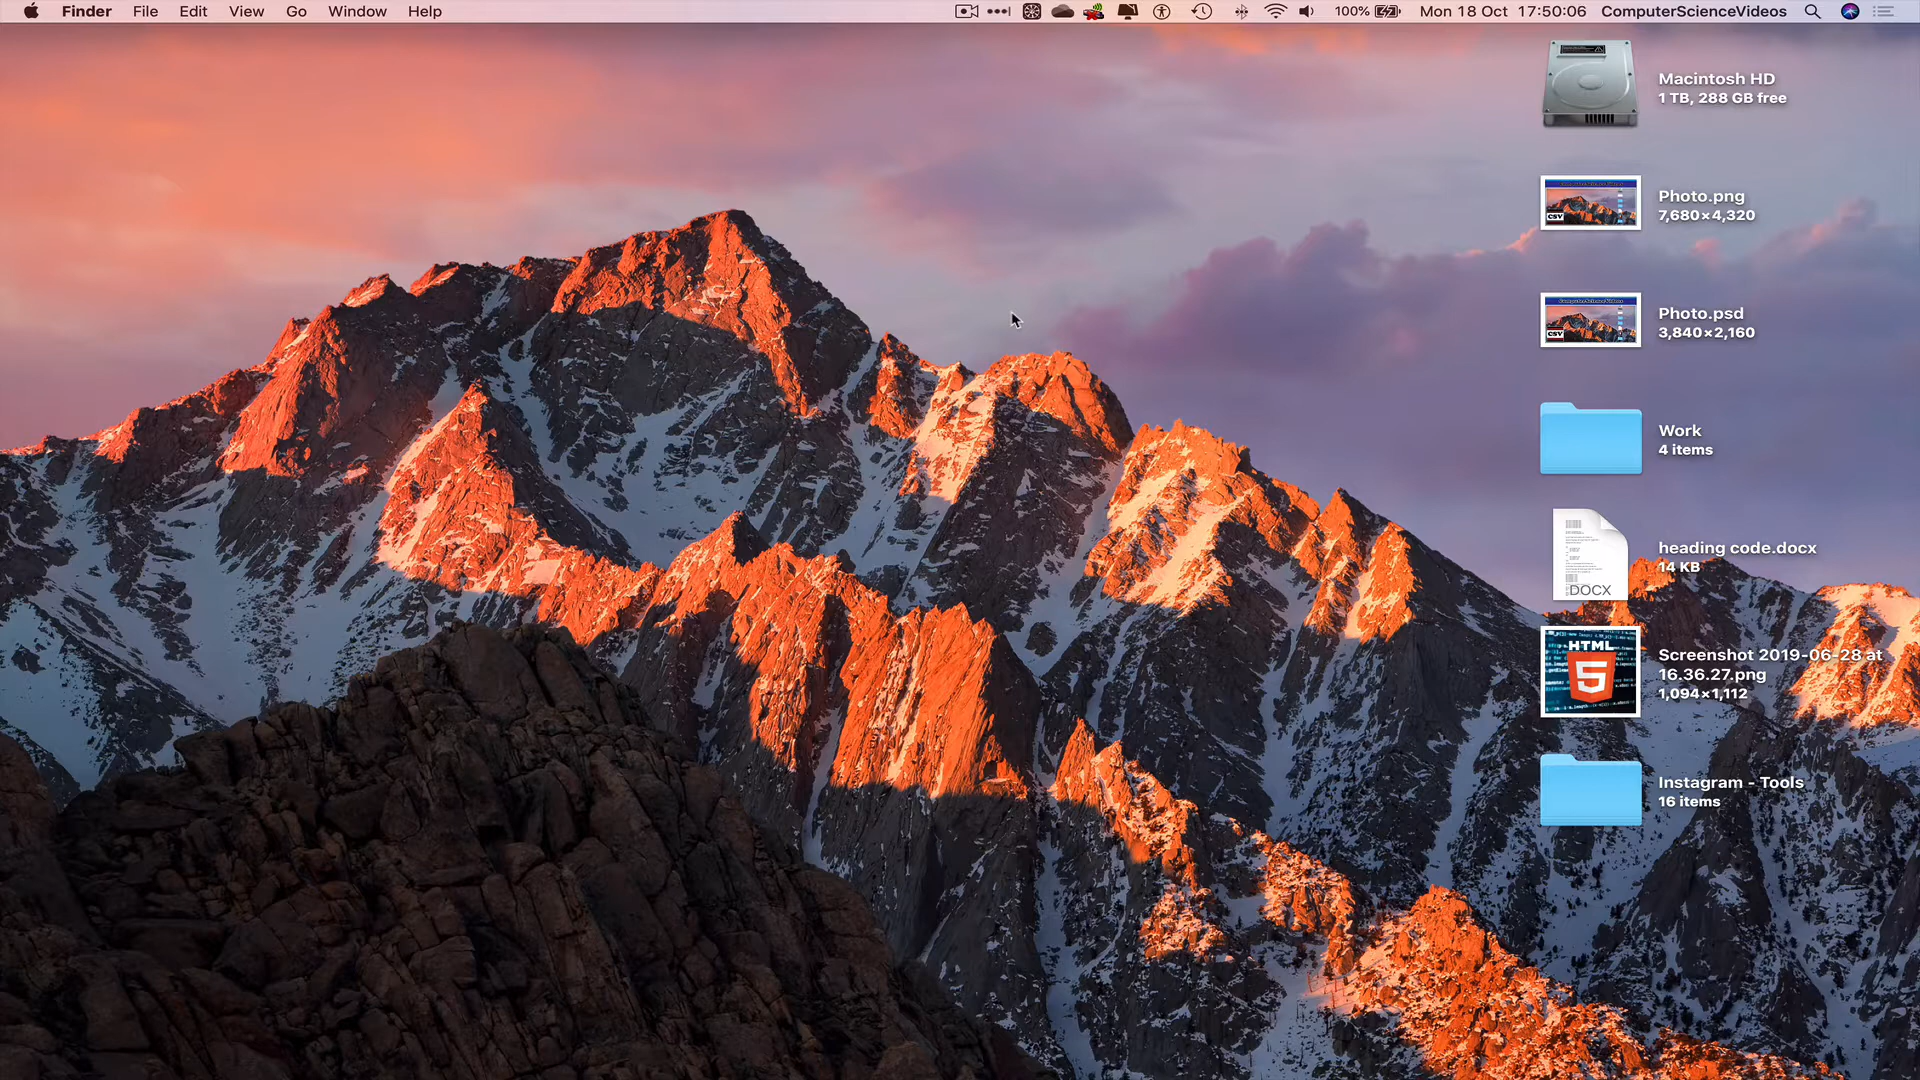 Finder File Edit View Go Window Help 100% Mon 18 Oct 17:50:06 ComputerScienceVideos
Macintosh HD
1 TB, 288 GB free
Photo.png
7,680×4,320
CSV
Photo.psd
3,840×2,160
CSV
Work
4 items
heading code.docx
14 KB
DOCX
HTML
5
Screenshot 2019-06-28 at
16.36.27.png
1,094×1,112
Instagram - Tools
16 items